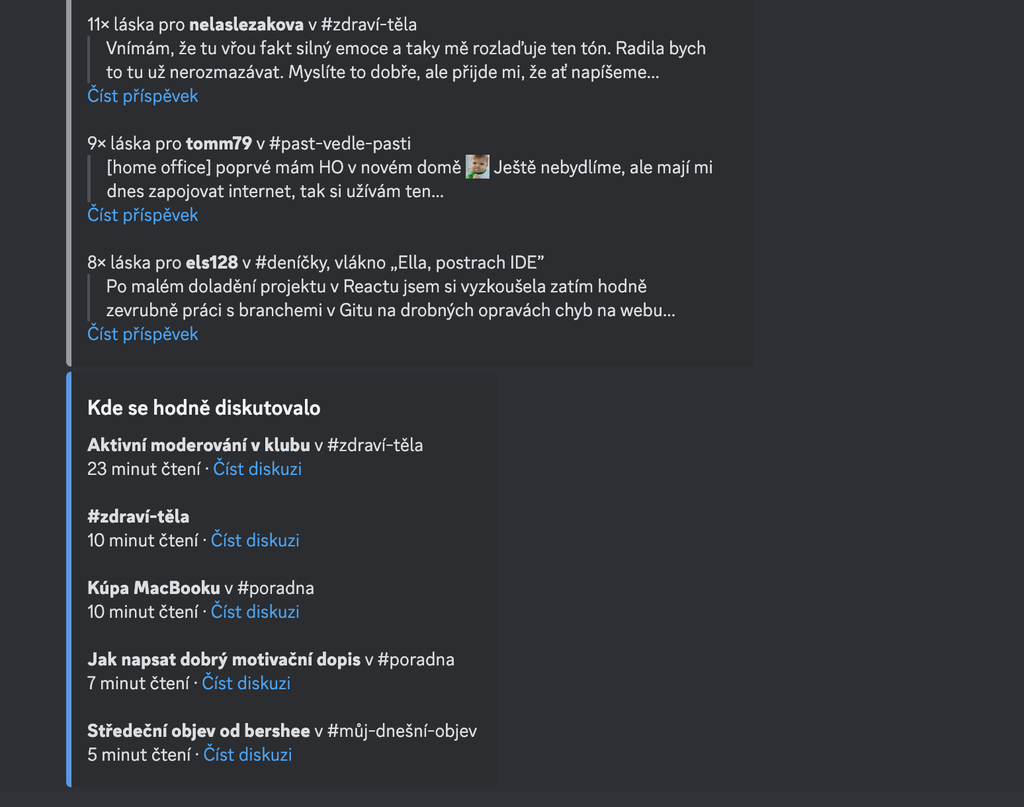 11× láska pro nelaslezakova v #zdraví-těla
Vnímám, že tu vřou fakt silný emoce a taky mě rozlaďuje ten tón. Radila bych
to tu už nerozmazávat. Myslíte to dobře, ale přijde mi, že ať napíšeme...
Číst příspěvek
9× láska pro tomm79 v #past-vedle-pasti
[home office] poprvé mám HO v novém domě Ještě nebydlíme, ale mají mi
dnes zapojovat internet, tak si užívám ten...
Číst příspěvek
8× láska pro els128 v #deníčky, vlákno „Ella, postrach IDE”
Po malém doladění projektu v Reactu jsem si vyzkoušela zatím hodně
zevrubně práci s branchemi v Gitu na drobných opravách chyb na webu...
Číst příspěvek
Kde se hodně diskutovalo
Aktivní moderování v klubu v #zdraví-těla
23 minut čtení · Číst diskuzi
#zdraví-těla
10 minut čtení · Číst diskuzi
Kúpa MacBooku v #poradna
10 minut čtení · Číst diskuzi
Jak napsat dobrý motivační dopis v #poradna
7 minut čtení · Číst diskuzi
Středeční objev od bershee v #můj-dnešní-objev
5 minut čtení · Číst diskuzi